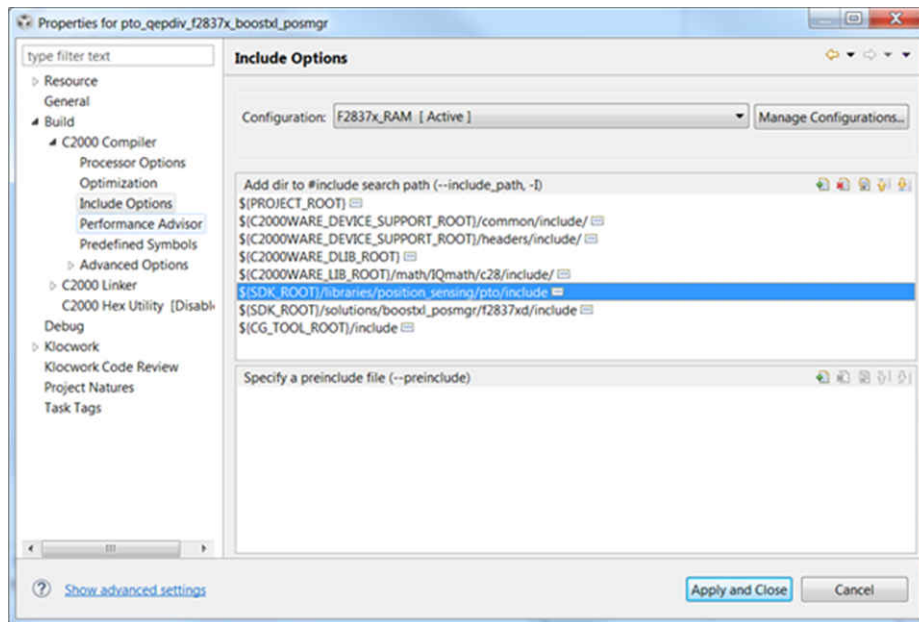 Properties for pto_qepdiv_f2837x_boostxl_posmgr
type filter text
Resource
General
Build
C2000 Compiler
Processor Options
Optimization
Include Options
Performance Advisor
Predefined Symbols
Advanced Options
C2000 Linker
C2000 Hex Utility [Disabl
Debug
Klocwork
Klocwork Code Review
Project Natures
Task Tags
Include Options
Configuration: F2837x_RAM [ Active ] Manage Configurations...
Add dir to #include search path (--include_path, -I)
${PROJECT_ROOT}
${C2000WARE_DEVICE_SUPPORT_ROOT}/common/include/
${C2000WARE_DEVICE_SUPPORT_ROOT}/headers/include/
${C2000WARE_DLIB_ROOT}
${C2000WARE_LIB_ROOT}/math/IQmath/c28/include/
${SDK_ROOT}/libraries/position_sensing/pto/include
${SDK_ROOT}/solutions/boostxl_posmgr/f2837xd/include
${CG_TOOL_ROOT}/include
Specify a preinclude file (--preinclude)
Show advanced settings
Apply and Close Cancel